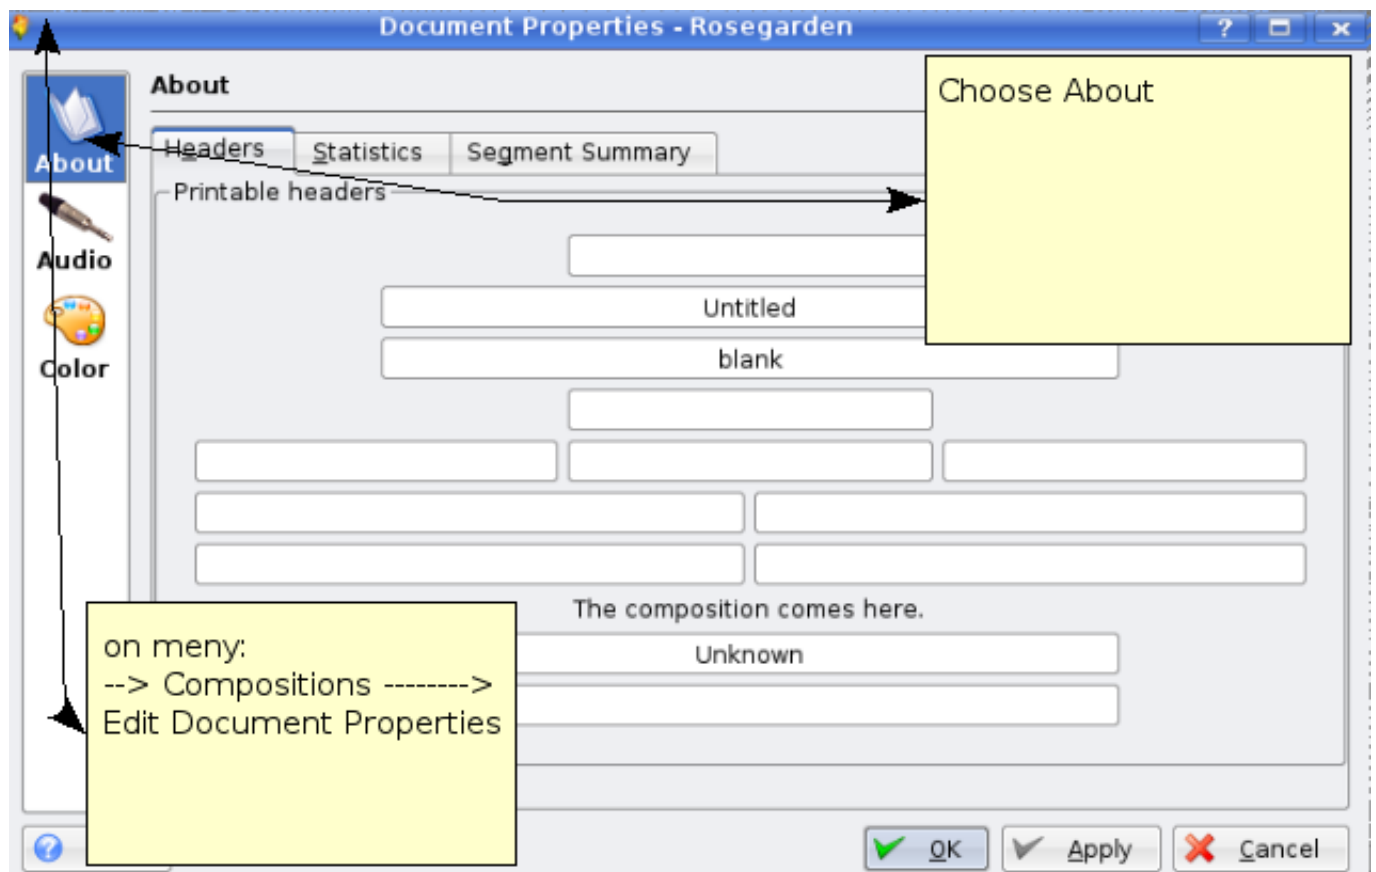 Document Properties - Rosegarden
?
About
Choose About
About
Headers
Statistics
Segment Summary
Printable headers
Audio
Untitled
blank
Color
The composition comes here.
on meny:
--> Compositions -------->
Edit Document Properties
Unknown
?
OK
Apply
Cancel